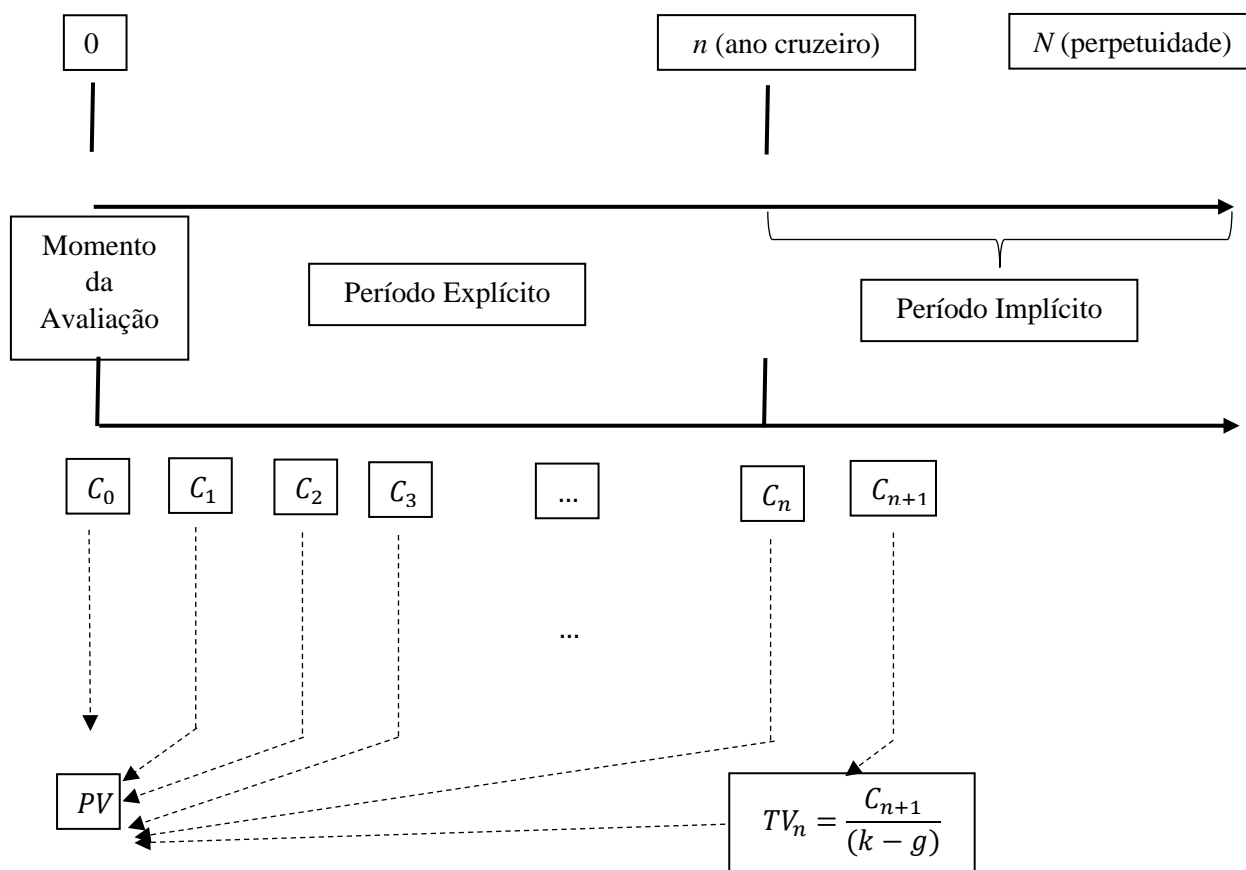 0
n (ano cruzeiro)
N (perpetuidade)
Momento
da
Avaliação
Período Explícito
Período Implícito
C₀
C₁
C₂
C₃
...
Cₙ
Cₙ₊₁
...
PV
TVₙ = Cₙ₊₁ / (k − g)